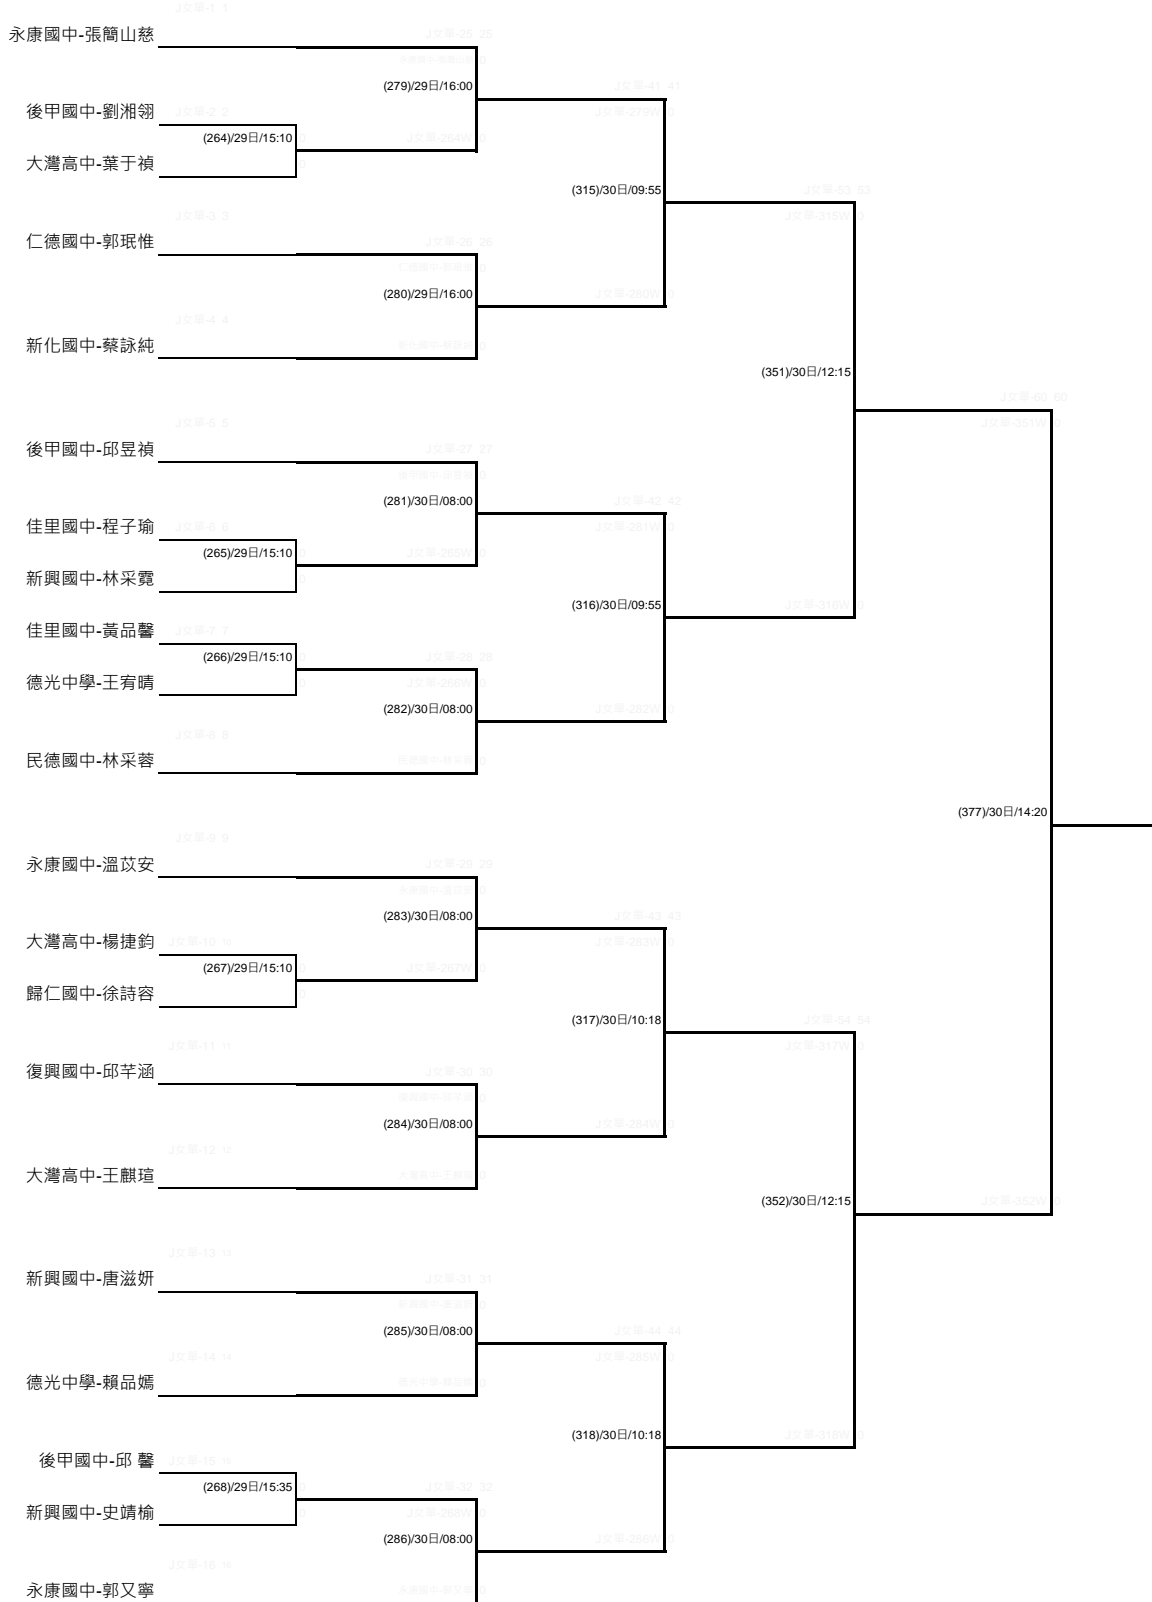 永康國中-張簡山慈
(279)/29日/16:00
後甲國中-劉湘翎
(264)/29日/15:10
大灣高中-葉于禎
(315)/30日/09:55
仁德國中-郭珉惟
(280)/29日/16:00
新化國中-蔡詠純
(351)/30日/12:15
後甲國中-邱昱禎
(281)/30日/08:00
佳里國中-程子瑜
(265)/29日/15:10
新興國中-林采霓
(316)/30日/09:55
佳里國中-黃品馨
(266)/29日/15:10
德光中學-王宥晴
(282)/30日/08:00
民德國中-林采蓉
(377)/30日/14:20
永康國中-溫苡安
(283)/30日/08:00
大灣高中-楊捷鈞
(267)/29日/15:10
歸仁國中-徐詩容
(317)/30日/10:18
復興國中-邱芊涵
(284)/30日/08:00
大灣高中-王麒瑄
(352)/30日/12:15
新興國中-唐滋妍
(285)/30日/08:00
德光中學-賴品嫣
(318)/30日/10:18
後甲國中-邱 馨
(268)/29日/15:35
新興國中-史靖榆
(286)/30日/08:00
永康國中-郭又寧